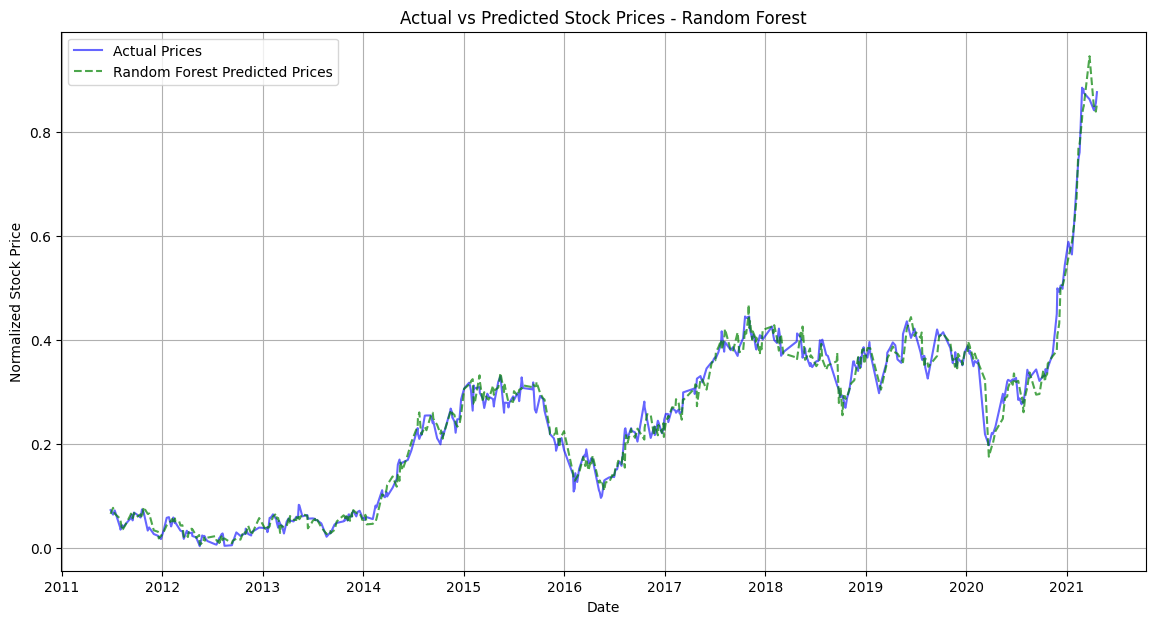 Actual vs Predicted Stock Prices - Random Forest
Actual Prices
Random Forest Predicted Prices
Normalized Stock Price
0.8
0.6
0.4
0.2
0.0
2011 2012 2013 2014 2015 2016 2017 2018 2019 2020 2021
Date